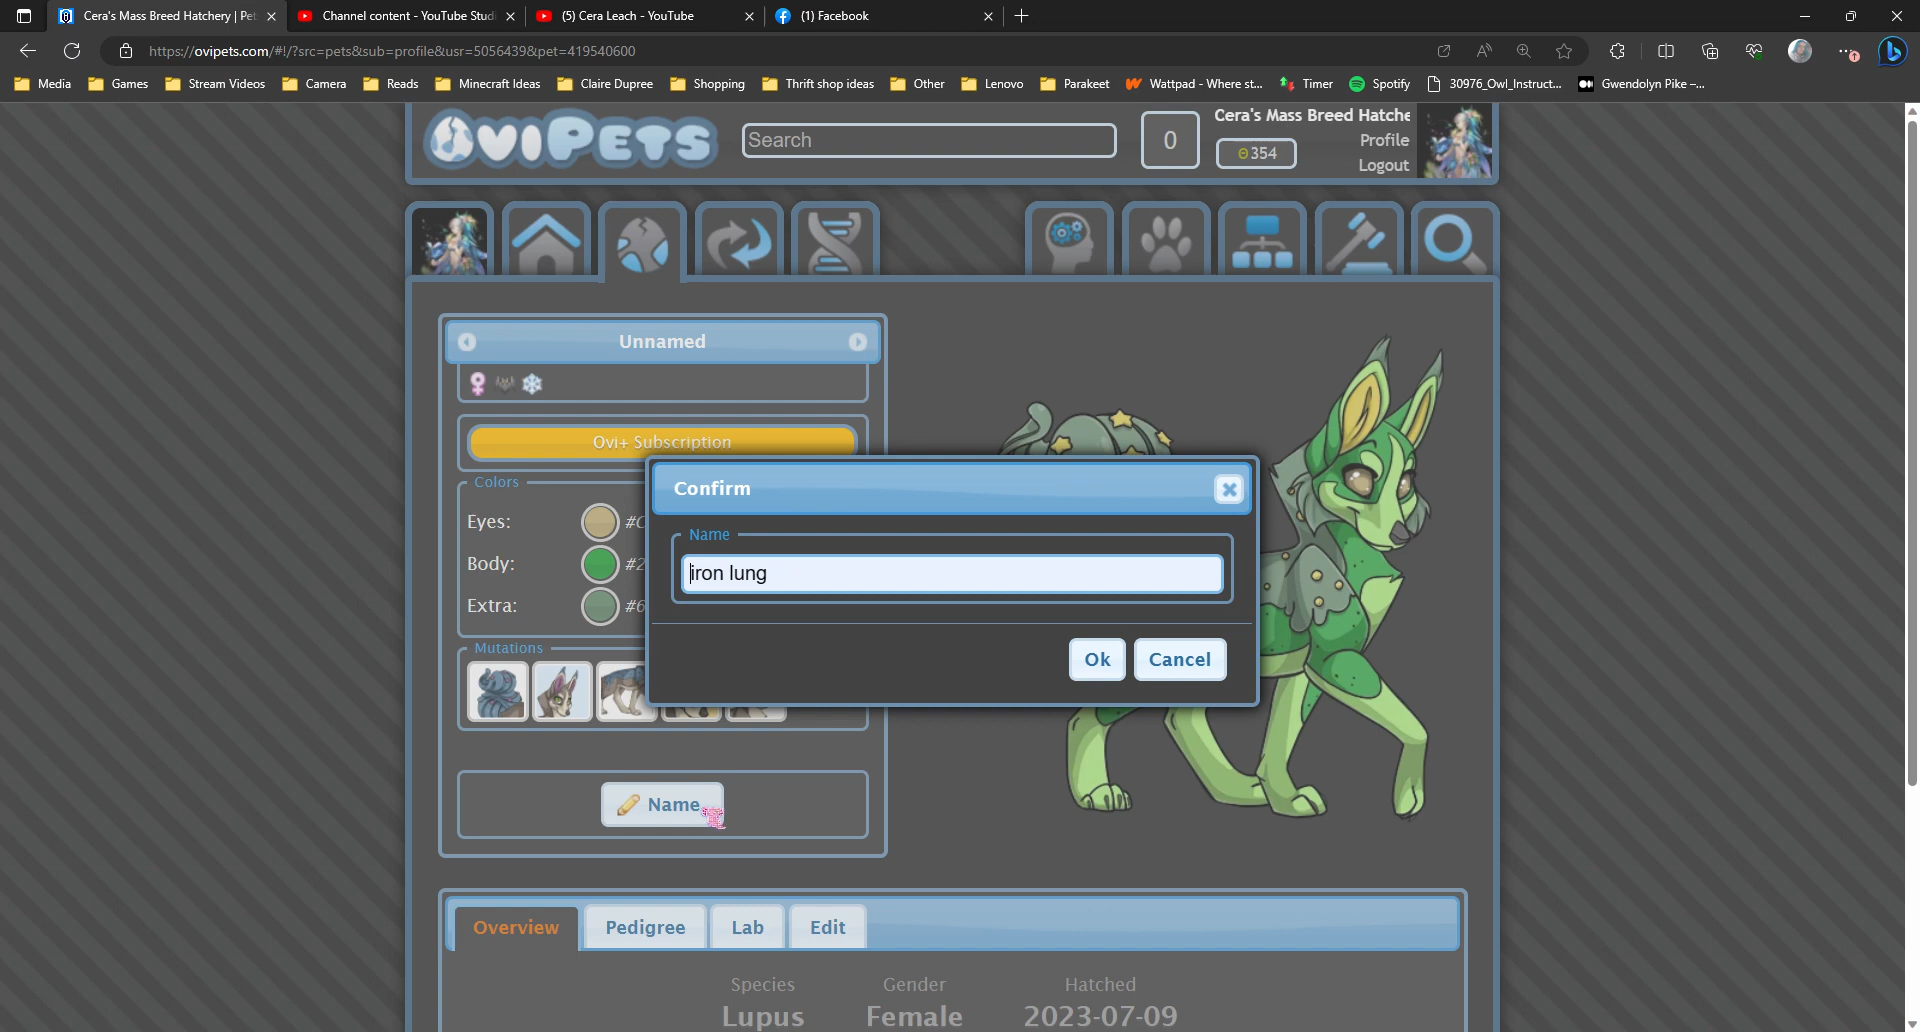 Cera's Mass Breed Hatchery | Pet
Channel content - YouTube Studi
(5) Cera Leach - YouTube
(1) Facebook
https://ovipets.com/#!/?src=pets&sub=profile&usr=5056439&pet=419540600
Media
Games
Stream Videos
Camera
Reads
Minecraft Ideas
Claire Dupree
Shopping
Thrift shop ideas
Other
Lenovo
Parakeet
Wattpad - Where st...
Timer
Spotify
30976_Owl_Instruct...
Gwendolyn Pike –...
OviPets
Search
0
Cera's Mass Breed Hatche
354
Profile
Logout
Unnamed
Ovi+ Subscription
Colors
Eyes:
Body: #2
Extra: #6
Mutations
Confirm
Name
iron lung
Ok
Cancel
Name
Overview
Pedigree
Lab
Edit
Species
Gender
Hatched
Lupus
Female
2023-07-09